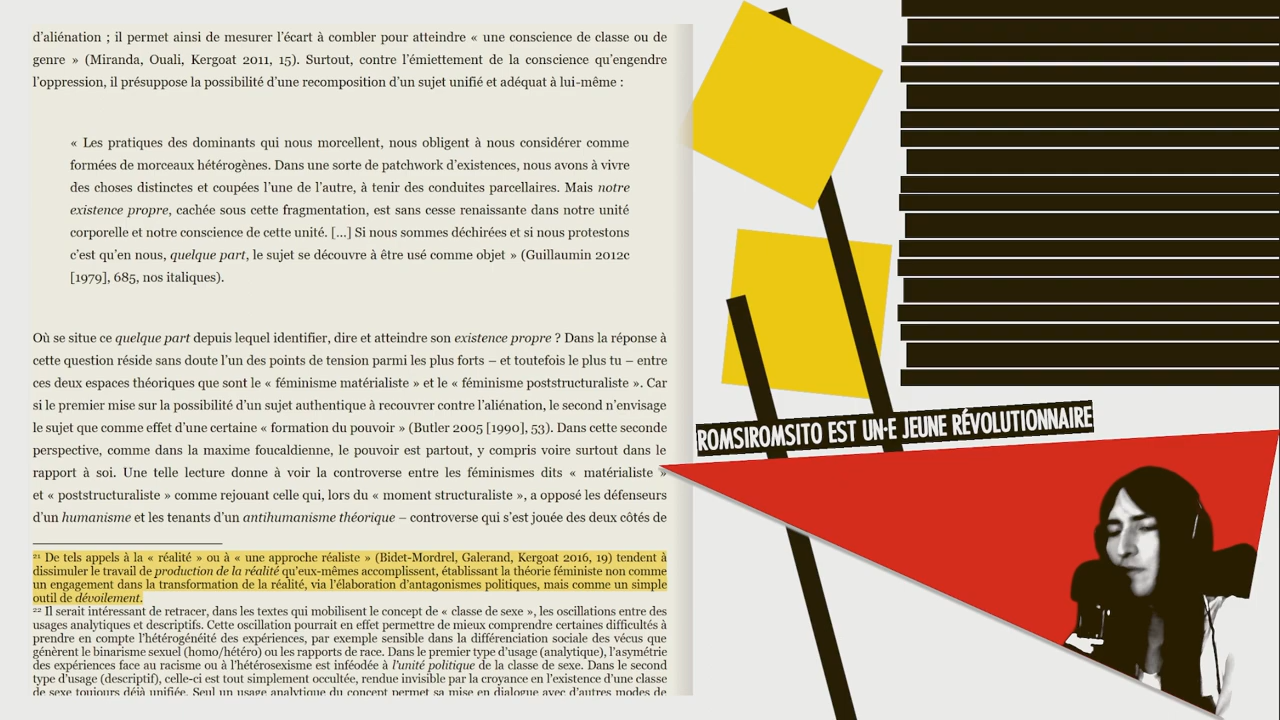 d’aliénation ; il permet ainsi de mesurer l’écart à combler pour atteindre « une conscience de classe ou de
genre » (Miranda, Ouali, Kergoat 2011, 15). Surtout, contre l’émiettement de la conscience qu’engendre
l’oppression, il présuppose la possibilité d’une recomposition d’un sujet unifié et adéquat à lui-même :
« Les pratiques des dominants qui nous morcellent, nous obligent à nous considérer comme
formées de morceaux hétérogènes. Dans une sorte de patchwork d’existences, nous avons à vivre
des choses distinctes et coupées l’une de l’autre, à tenir des conduites parcellaires. Mais notre
existence propre, cachée sous cette fragmentation, est sans cesse renaissante dans notre unité
corporelle et notre conscience de cette unité. [...] Si nous sommes déchirées et si nous protestons
c’est qu’en nous, quelque part, le sujet se découvre à être usé comme objet » (Guillaumin 2012c
[1979], 685, nos italiques).
Où se situe ce quelque part depuis lequel identifier, dire et atteindre son existence propre ? Dans la réponse à
cette question réside sans doute l’un des points de tension parmi les plus forts – et toutefois le plus tu – entre
ces deux espaces théoriques que sont le « féminisme matérialiste » et le « féminisme poststructuraliste ». Car
si le premier mise sur la possibilité d’un sujet authentique à recouvrer contre l’aliénation, le second n’envisage
le sujet que comme effet d’une certaine « formation du pouvoir » (Butler 2005 [1990], 53). Dans cette seconde
perspective, comme dans la maxime foucaldienne, le pouvoir est partout, y compris voire surtout dans le
rapport à soi. Une telle lecture donne à voir la controverse entre les féminismes dits « matérialiste »
et « poststructuraliste » comme rejouant celle qui, lors du « moment structuraliste », a opposé les défenseurs
d’un humanisme et les tenants d’un antihumanisme théorique – controverse qui s’est jouée des deux côtés de
²¹ De tels appels à la « réalité » ou à « une approche réaliste » (Bidet-Mordrel, Galerand, Kergoat 2016, 19) tendent à
dissimuler le travail de production de la réalité qu’eux-mêmes accomplissent, établissant la théorie féministe non comme
un engagement dans la transformation de la réalité, via l’élaboration d’antagonismes politiques, mais comme un simple
outil de dévoilement.
²² Il serait intéressant de retracer, dans les textes qui mobilisent le concept de « classe de sexe », les oscillations entre des
usages analytiques et descriptifs. Cette oscillation pourrait en effet permettre de mieux comprendre certaines difficultés à
prendre en compte l’hétérogénéité des expériences, par exemple sensible dans la différenciation sociale des vécus que
génèrent le binarisme sexuel (homo/hétéro) ou les rapports de race. Dans le premier type d’usage (analytique), l’asymétrie
des expériences face au racisme ou à l’hétérosexisme est inféodée à l’unité politique de la classe de sexe. Dans le second
type d’usage (descriptif), celle-ci est tout simplement occultée, rendue invisible par la croyance en l’existence d’une classe
de sexe toujours déjà unifiée. Seul un usage analytique du concept permet sa mise en dialogue avec d’autres modes de
ROMSIROMSITO EST UN·E JEUNE RÉVOLUTIONNAIRE